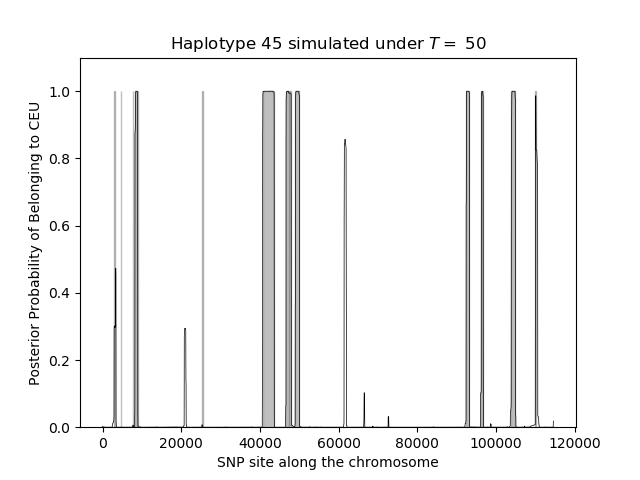 Haplotype 45 simulated under T = 50
Posterior Probability of Belonging to CEU
1.0
0.8
0.6
0.4
0.2
0.0
0 20000 40000 60000 80000 100000 120000
SNP site along the chromosome